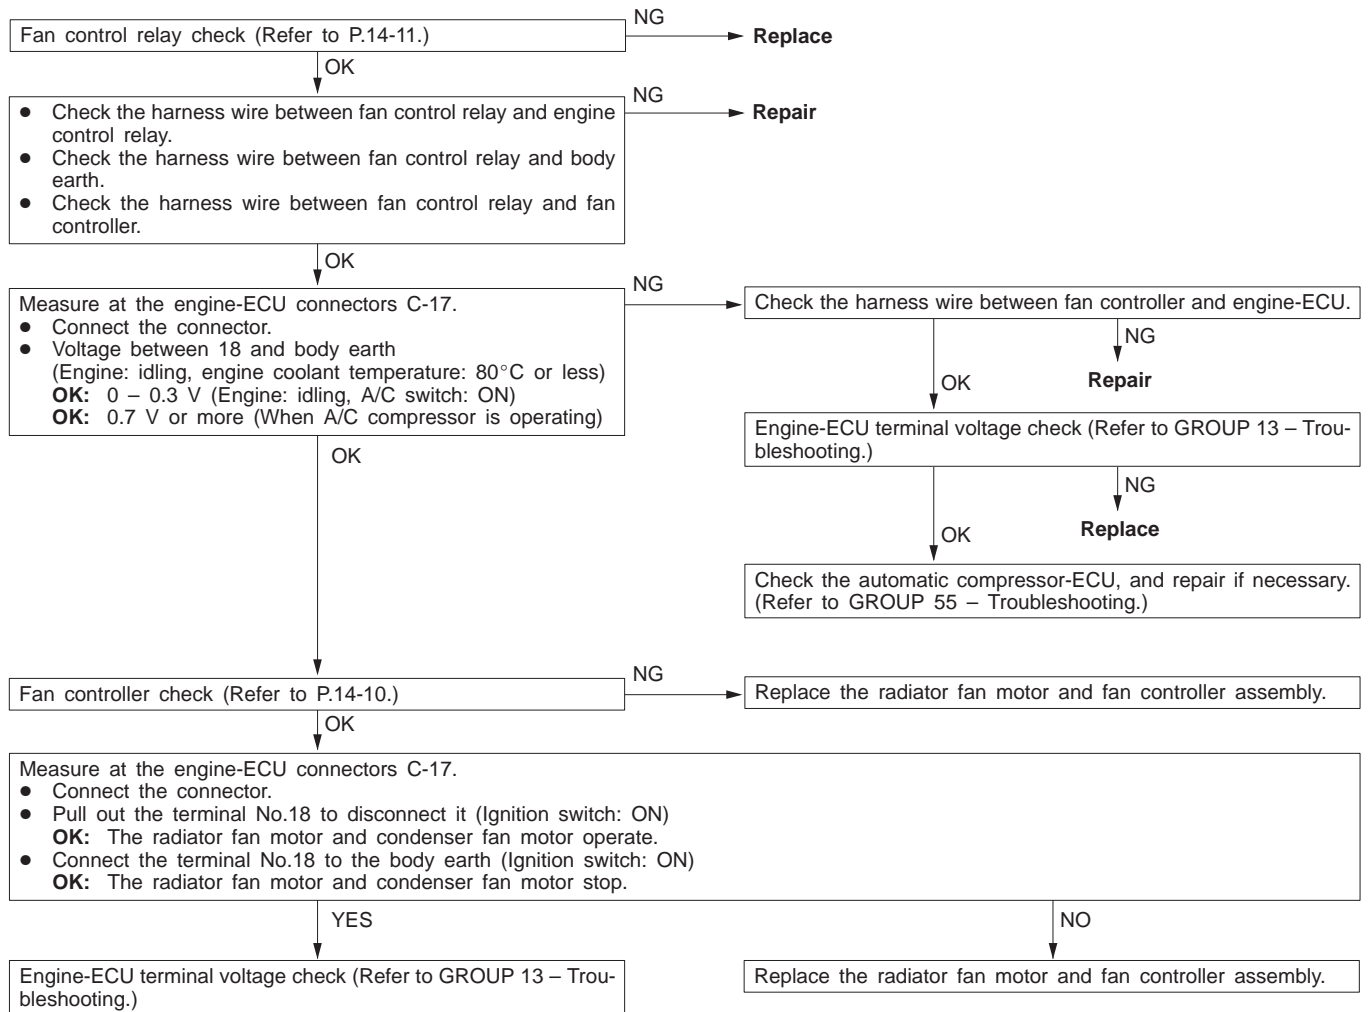 Fan control relay check (Refer to P.14-11.)
NG
Replace
OK
● Check the harness wire between fan control relay and engine
control relay.
● Check the harness wire between fan control relay and body
earth.
● Check the harness wire between fan control relay and fan
controller.
NG
Repair
OK
Measure at the engine-ECU connectors C-17.
● Connect the connector.
● Voltage between 18 and body earth
(Engine: idling, engine coolant temperature: 80°C or less)
OK: 0 – 0.3 V (Engine: idling, A/C switch: ON)
OK: 0.7 V or more (When A/C compressor is operating)
NG
Check the harness wire between fan controller and engine-ECU.
NG
Repair
OK
Engine-ECU terminal voltage check (Refer to GROUP 13 – Trou-
bleshooting.)
NG
Replace
OK
Check the automatic compressor-ECU, and repair if necessary.
(Refer to GROUP 55 – Troubleshooting.)
OK
Fan controller check (Refer to P.14-10.)
NG
Replace the radiator fan motor and fan controller assembly.
OK
Measure at the engine-ECU connectors C-17.
● Connect the connector.
● Pull out the terminal No.18 to disconnect it (Ignition switch: ON)
OK: The radiator fan motor and condenser fan motor operate.
● Connect the terminal No.18 to the body earth (Ignition switch: ON)
OK: The radiator fan motor and condenser fan motor stop.
YES
NO
Engine-ECU terminal voltage check (Refer to GROUP 13 – Trou-
bleshooting.)
Replace the radiator fan motor and fan controller assembly.